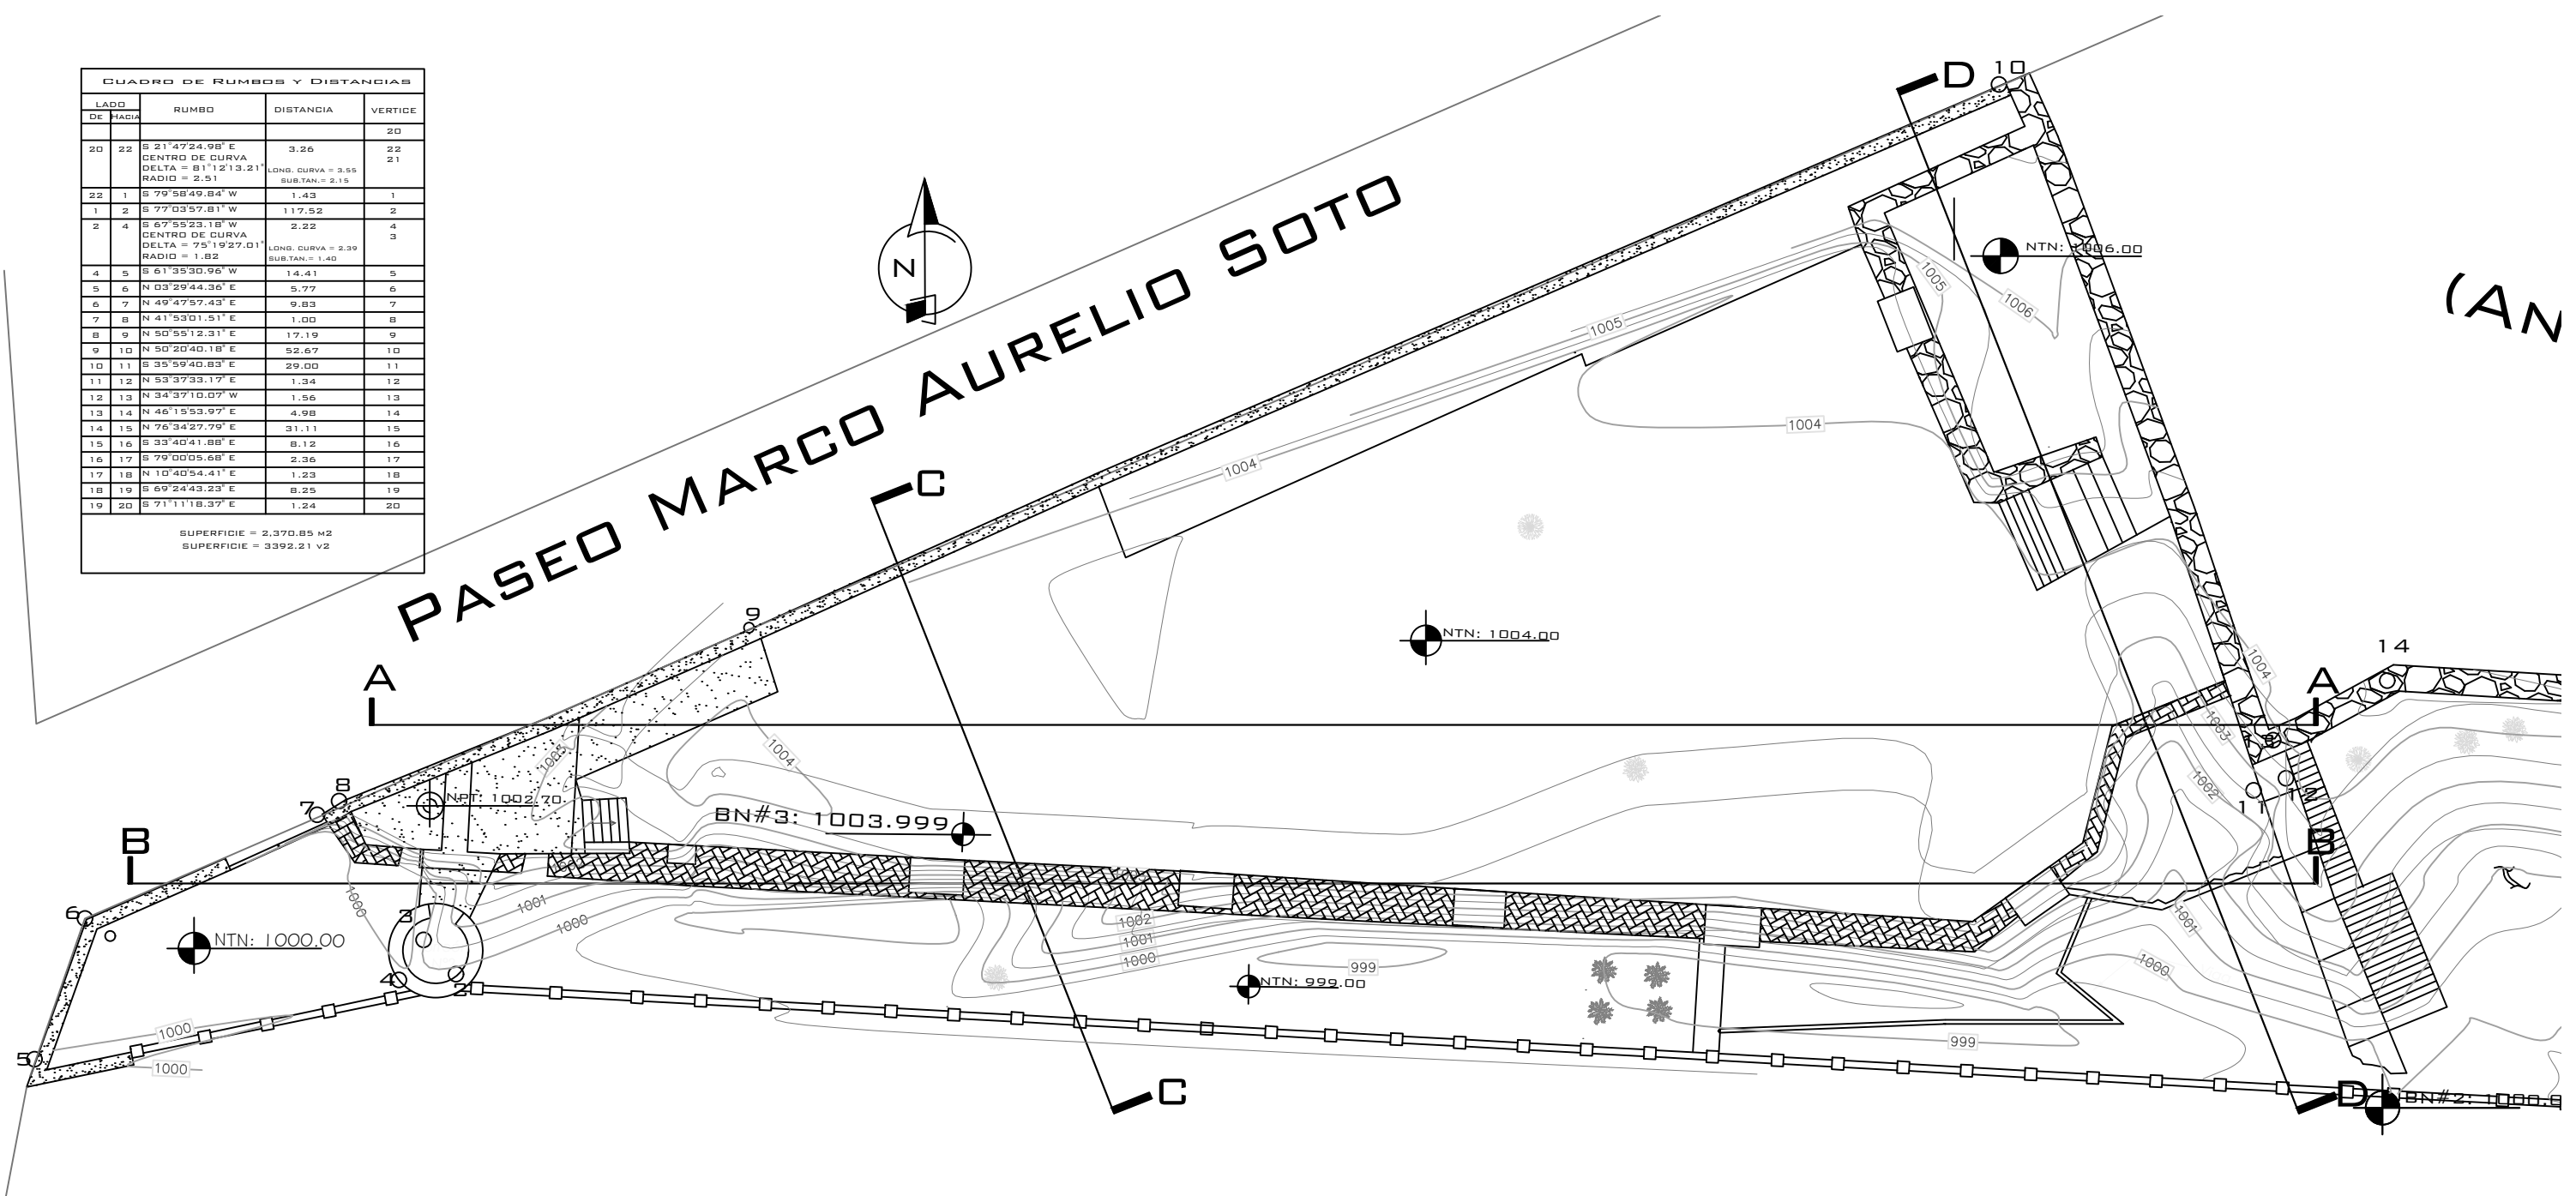 CUADRO DE RUMBOS Y DISTANCIAS
LADO RUMBO DISTANCIA VERTICE
DE HACIA
20
20 22 S 21°47'24.98" E 3.26 22
CENTRO DE CURVA 21
DELTA = 81°12'13.21" LONG. CURVA = 3.55
RADIO = 2.51 SUB.TAN.= 2.15
22 1 S 79°58'49.84" W 1.43 1
1 2 S 77°03'57.81" W 117.52 2
2 4 S 67°55'23.18" W 2.22 4
CENTRO DE CURVA 3
DELTA = 75°19'27.01" LONG. CURVA = 2.39
RADIO = 1.82 SUB.TAN.= 1.40
4 5 S 61°35'30.96" W 14.41 5
5 6 N 03°29'44.36" E 5.77 6
6 7 N 49°47'57.43" E 9.83 7
7 8 N 41°53'01.51" E 1.00 8
8 9 N 50°55'12.31" E 17.19 9
9 10 N 50°20'40.18" E 52.67 10
10 11 S 35°59'40.83" E 29.00 11
11 12 N 53°37'33.17" E 1.34 12
12 13 N 34°37'10.07" W 1.56 13
13 14 N 46°15'53.97" E 4.98 14
14 15 N 76°34'27.79" E 31.11 15
15 16 S 33°40'41.88" E 8.12 16
16 17 S 79°00'05.68" E 2.36 17
17 18 N 10°40'54.41" E 1.23 18
18 19 S 69°24'43.23" E 8.25 19
19 20 S 71°11'18.37" E 1.24 20
SUPERFICIE = 2,370.85 M2
SUPERFICIE = 3392.21 V2
N
PASEO MARCO AURELIO SOTO
(AN
D
10
NTN: 1006.00
1005
1006
1005
1004
1004
C
9
NTN: 1004.00
14
1004
A
A
1003
1004
1003
13
1002
8
7
NPT: 1002.70
BN#3: 1003.999
11
12
B
B
1000
1001
1000
1002
1001
1000
1001
6
3
NTN: 1000.00
999
1000
4
2
NTN: 999.00
5
1000
1000
999
C
D
BN#2: 1000.0